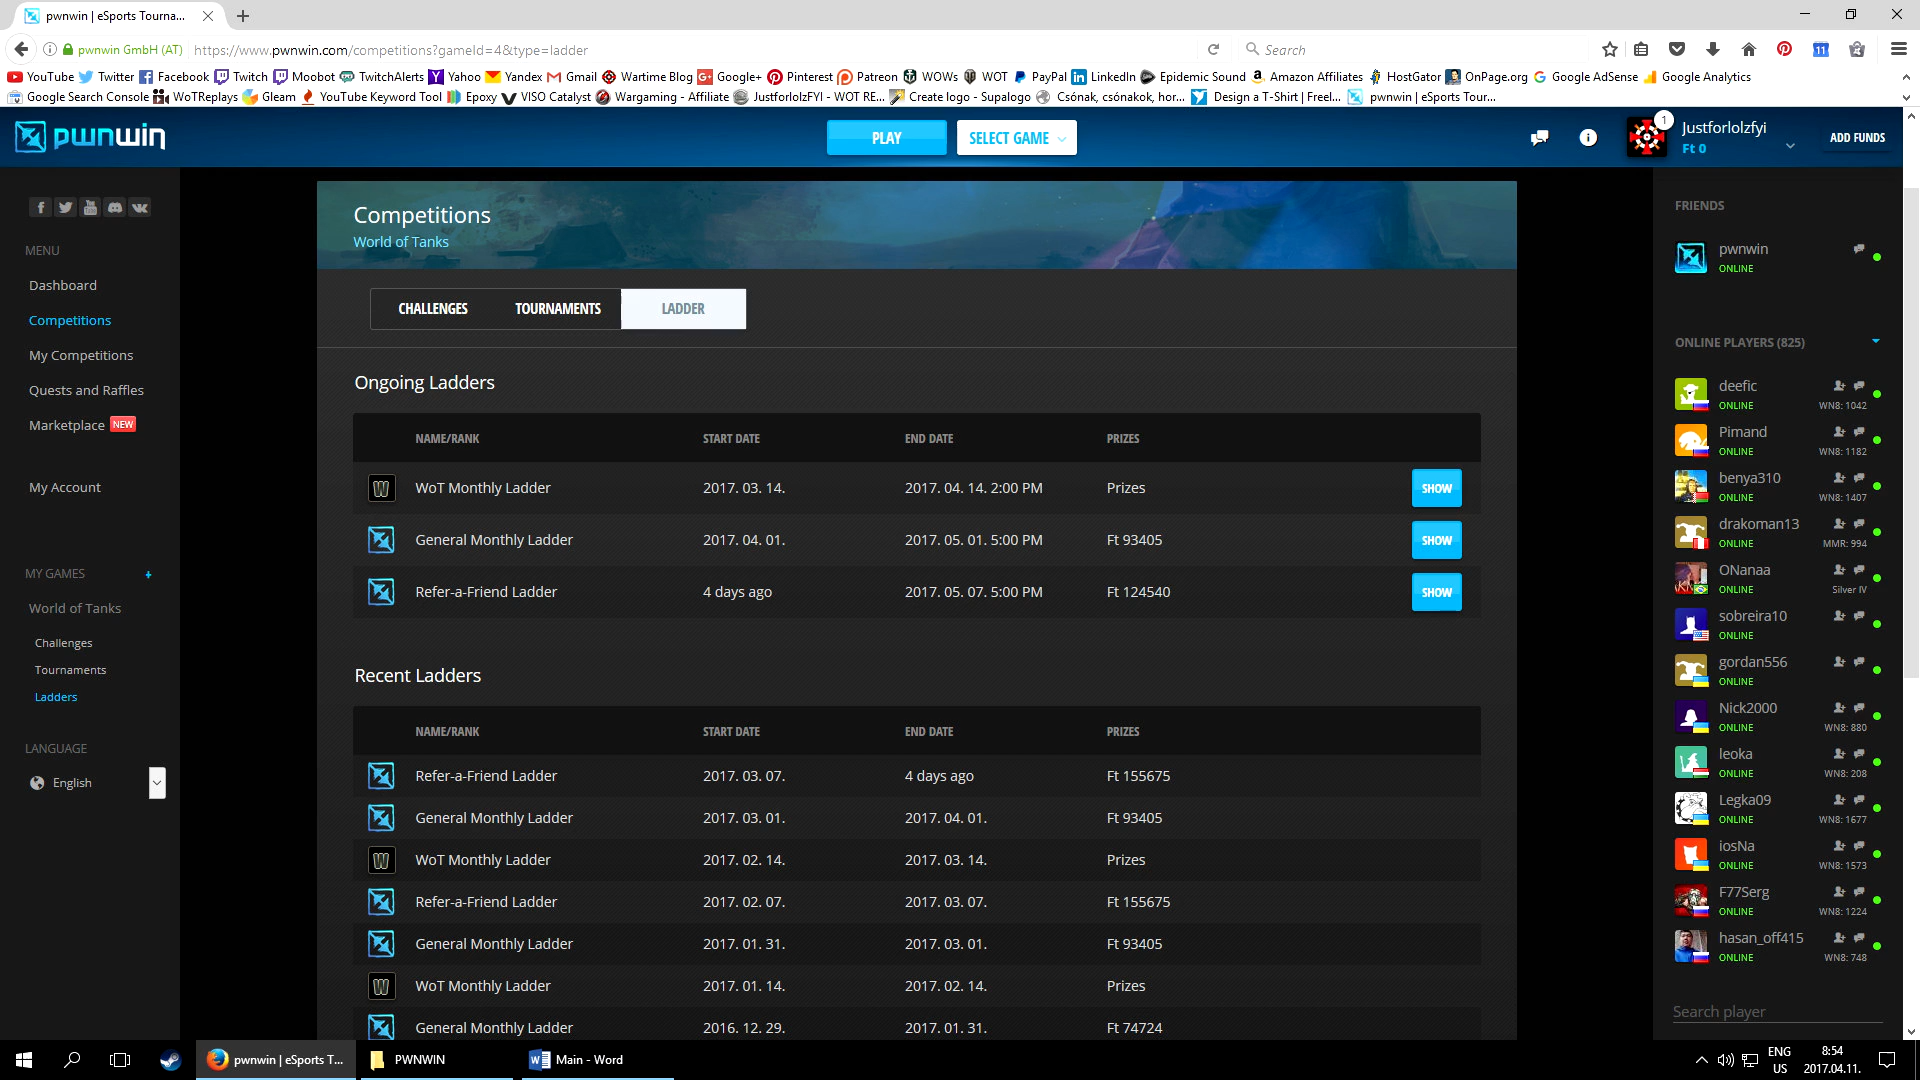 pwnwin | eSports Tourna...
pwnwin GmbH (AT) https://www.pwnwin.com/competitions?gameId=4&type=ladder Search
YouTube Twitter Facebook Twitch Moobot TwitchAlerts Yahoo Yandex Gmail Wartime Blog Google+ Pinterest Patreon WOWs WOT PayPal LinkedIn Epidemic Sound Amazon Affiliates HostGator OnPage.org Google AdSense Google Analytics
Google Search Console WoTReplays Gleam YouTube Keyword Tool Epoxy VISO Catalyst Wargaming - Affiliate JustforlolzFYI - WOT RE... Create logo - Supalogo Csónak, csónakok, hor... Design a T-Shirt | Freel... pwnwin | eSports Tour...
pwnwin PLAY SELECT GAME 1 Justforlolzfyi Ft 0 ADD FUNDS
MENU
Dashboard
Competitions
My Competitions
Quests and Raffles
Marketplace NEW
My Account
MY GAMES +
World of Tanks
Challenges
Tournaments
Ladders
LANGUAGE
English
Competitions
World of Tanks
CHALLENGES TOURNAMENTS LADDER
Ongoing Ladders
NAME/RANK START DATE END DATE PRIZES
WoT Monthly Ladder 2017. 03. 14. 2017. 04. 14. 2:00 PM Prizes SHOW
General Monthly Ladder 2017. 04. 01. 2017. 05. 01. 5:00 PM Ft 93405 SHOW
Refer-a-Friend Ladder 4 days ago 2017. 05. 07. 5:00 PM Ft 124540 SHOW
Recent Ladders
NAME/RANK START DATE END DATE PRIZES
Refer-a-Friend Ladder 2017. 03. 07. 4 days ago Ft 155675
General Monthly Ladder 2017. 03. 01. 2017. 04. 01. Ft 93405
WoT Monthly Ladder 2017. 02. 14. 2017. 03. 14. Prizes
Refer-a-Friend Ladder 2017. 02. 07. 2017. 03. 07. Ft 155675
General Monthly Ladder 2017. 01. 31. 2017. 03. 01. Ft 93405
WoT Monthly Ladder 2017. 01. 14. 2017. 02. 14. Prizes
General Monthly Ladder 2016. 12. 29. 2017. 01. 31. Ft 74724
FRIENDS
pwnwin
ONLINE
ONLINE PLAYERS (825)
deefic
ONLINE WN8: 1042
Pimand
ONLINE WN8: 1182
benya310
ONLINE WN8: 1407
drakoman13
ONLINE MMR: 994
ONanaa
ONLINE Silver IV
sobreira10
ONLINE
gordan556
ONLINE
Nick2000
ONLINE WN8: 880
leoka
ONLINE WN8: 208
Legka09
ONLINE WN8: 1677
iosNa
ONLINE WN8: 1573
F77Serg
ONLINE WN8: 1224
hasan_off415
ONLINE WN8: 748
Search player
pwnwin | eSports T... PWNWIN Main - Word
ENG 8:54
US 2017.04.11.